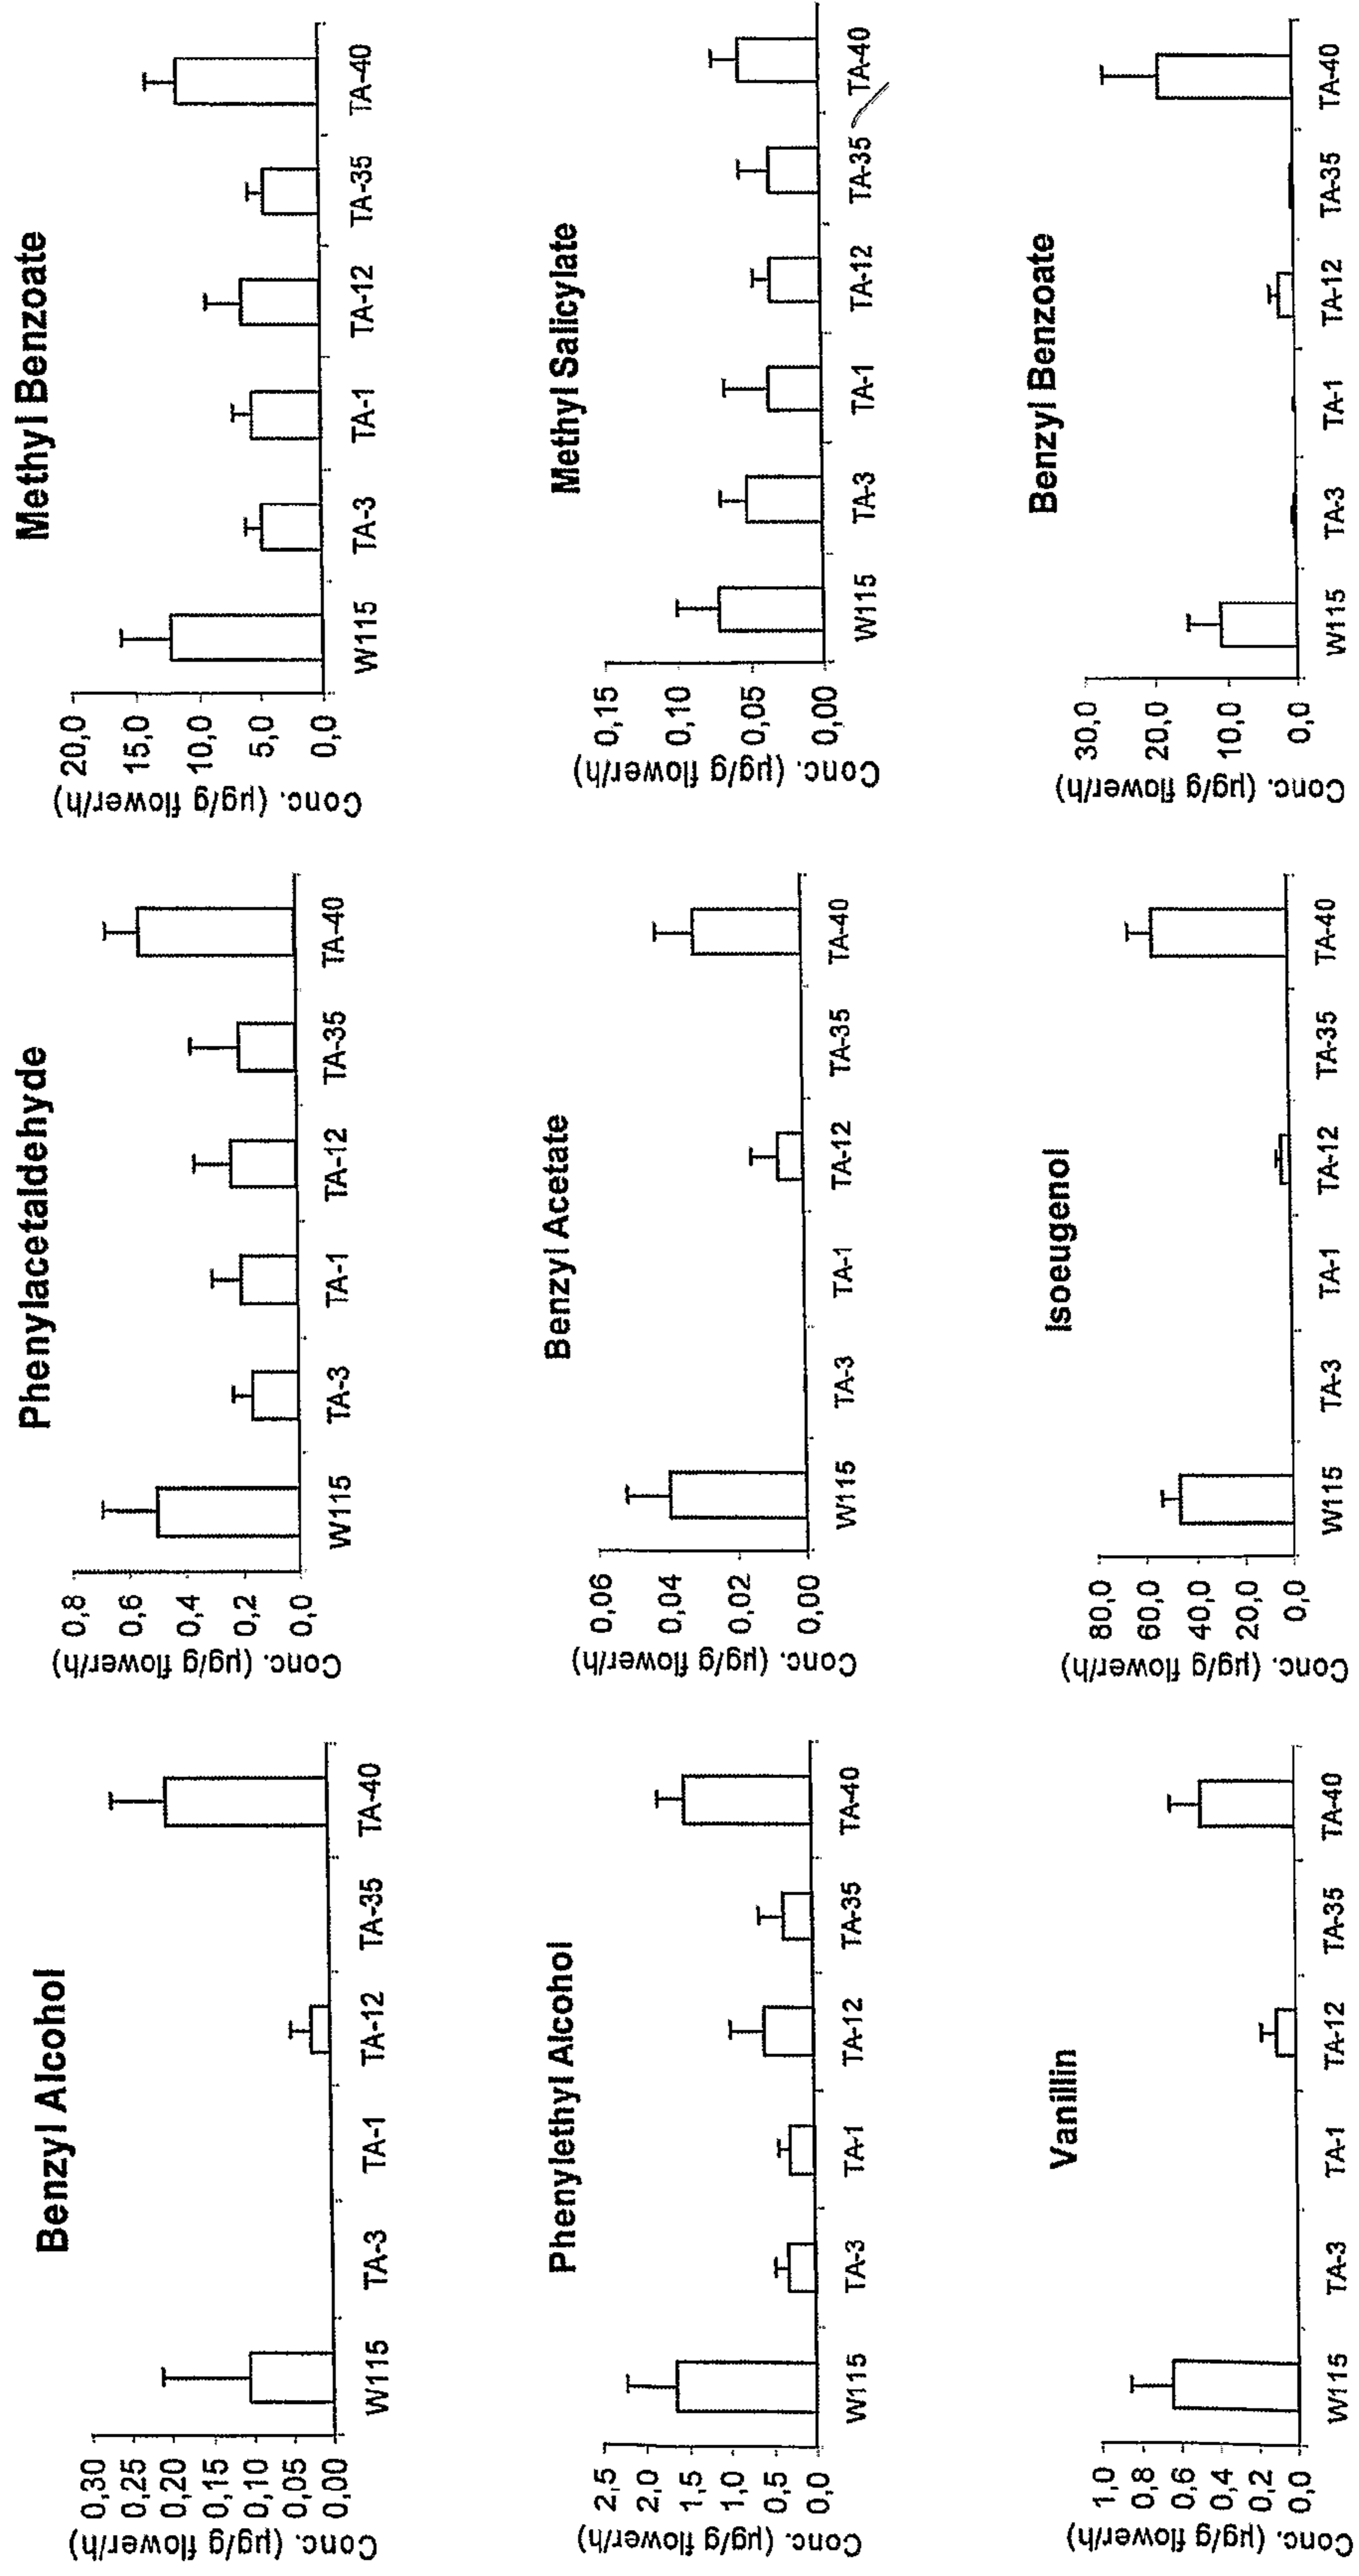 Benzyl Alcohol
Conc. (µg/g flower/h)
0,30
0,25
0,20
0,15
0,10
0,05
0,00
W115 TA-3 TA-1 TA-12 TA-35 TA-40
Phenylacetaldehyde
Conc. (µg/g flower/h)
0,8
0,6
0,4
0,2
0,0
W115 TA-3 TA-1 TA-12 TA-35 TA-40
Methyl Benzoate
Conc. (µg/g flower/h)
20,0
15,0
10,0
5,0
0,0
W115 TA-3 TA-1 TA-12 TA-35 TA-40
Phenylethyl Alcohol
Conc. (µg/g flower/h)
2,5
2,0
1,5
1,0
0,5
0,0
W115 TA-3 TA-1 TA-12 TA-35 TA-40
Benzyl Acetate
Conc. (µg/g flower/h)
0,06
0,04
0,02
0,00
W115 TA-3 TA-1 TA-12 TA-35 TA-40
Methyl Salicylate
Conc. (µg/g flower/h)
0,15
0,10
0,05
0,00
W115 TA-3 TA-1 TA-12 TA-35 TA-40
Vanillin
Conc. (µg/g flower/h)
1,0
0,8
0,6
0,4
0,2
0,0
W115 TA-3 TA-1 TA-12 TA-35 TA-40
Isoeugenol
Conc. (µg/g flower/h)
80,0
60,0
40,0
20,0
0,0
W115 TA-3 TA-1 TA-12 TA-35 TA-40
Benzyl Benzoate
Conc. (µg/g flower/h)
30,0
20,0
10,0
0,0
W115 TA-3 TA-1 TA-12 TA-35 TA-40